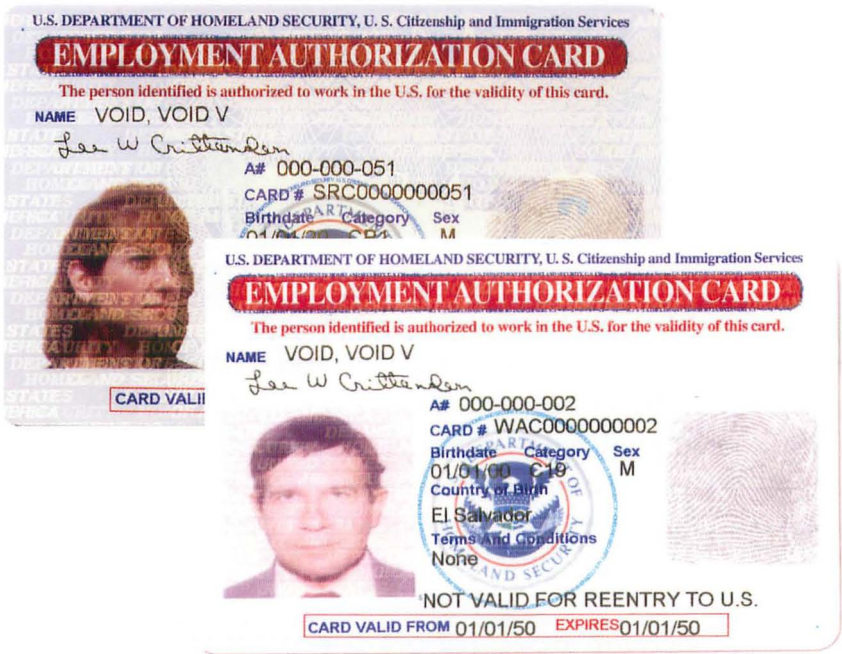 U.S. DEPARTMENT OF HOMELAND SECURITY, U. S. Citizenship and Immigration Services
EMPLOYMENT AUTHORIZATION CARD
The person identified is authorized to work in the U.S. for the validity of this card.
NAME VOID, VOID V
Lee W Crittenden
A# 000-000-051
CARD # SRC0000000051
Birthdate Category Sex
M
CARD VALI
U.S. DEPARTMENT OF HOMELAND SECURITY, U. S. Citizenship and Immigration Services
EMPLOYMENT AUTHORIZATION CARD
The person identified is authorized to work in the U.S. for the validity of this card.
NAME VOID, VOID V
Lee W Crittenden
A# 000-000-002
CARD # WAC0000000002
Birthdate Category Sex
01/01/00 C19 M
Country of Birth
El Salvador
Terms And Conditions
None
NOT VALID FOR REENTRY TO U.S.
CARD VALID FROM 01/01/50 EXPIRES 01/01/50